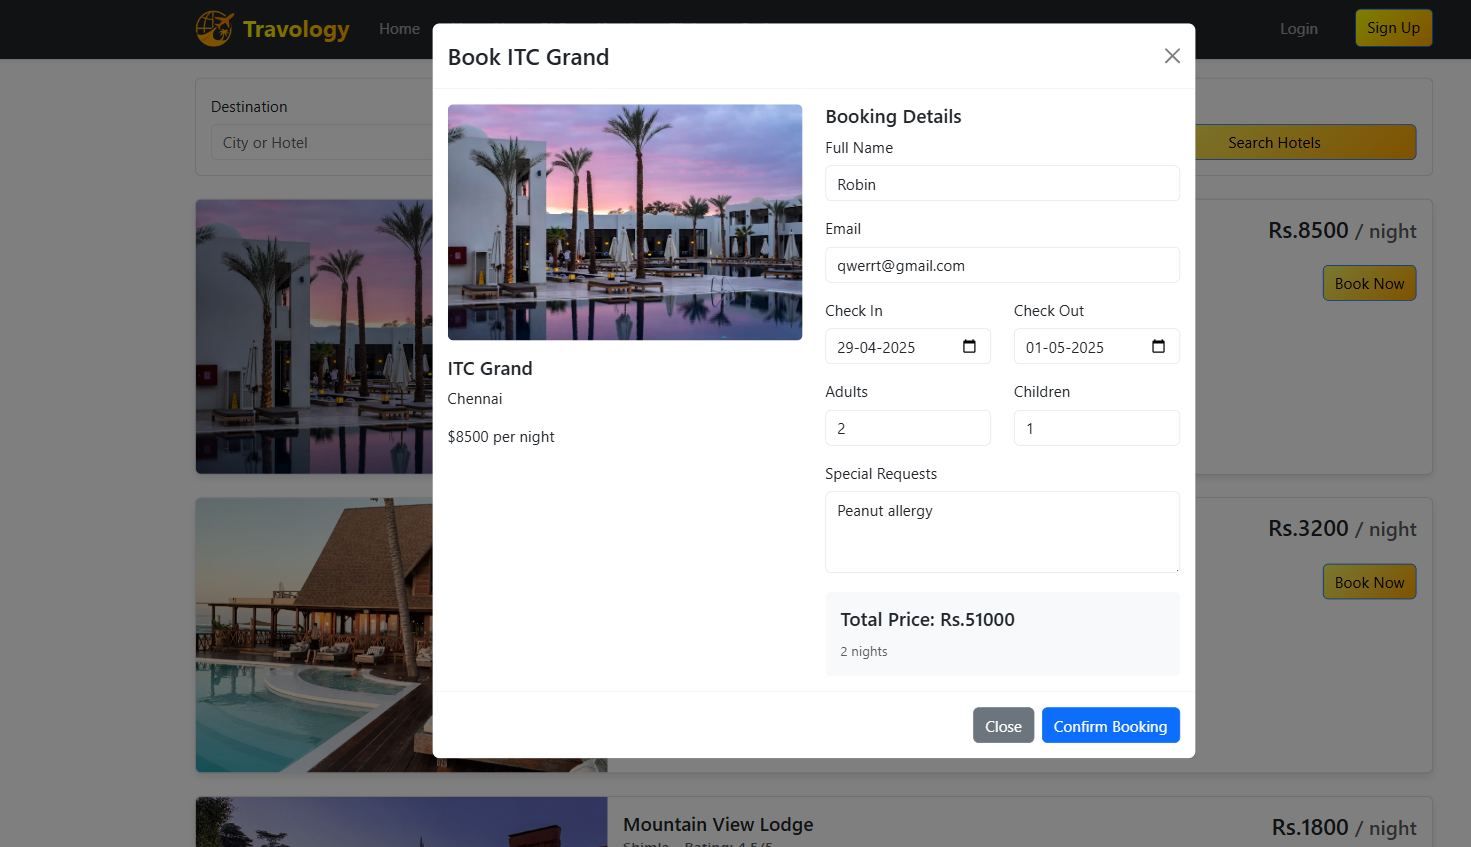 Travology
Home
Login
Sign Up
Destination
City or Hotel
Search Hotels
Rs.8500 / night
Book Now
Rs.3200 / night
Book Now
Mountain View Lodge
Rs.1800 / night
Book ITC Grand
ITC Grand
Chennai
$8500 per night
Booking Details
Full Name
Robin
Email
qwerrt@gmail.com
Check In
Check Out
29-04-2025
01-05-2025
Adults
Children
2
1
Special Requests
Peanut allergy
Total Price: Rs.51000
2 nights
Close
Confirm Booking